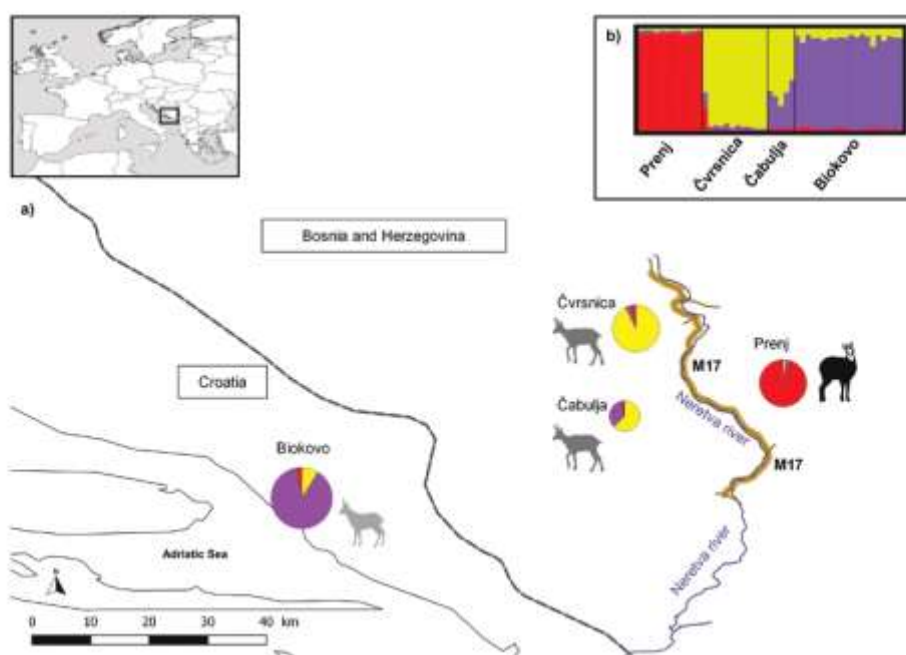 b)
Prenj
Čvrsnica
Čabulja
Biokovo
a)
Bosnia and Herzegovina
Čvrsnica
Prenj
M17
Neretva river
Croatia
Čabulja
Biokovo
M17
Neretva river
Adriatic Sea
N
0 10 20 30 40 km